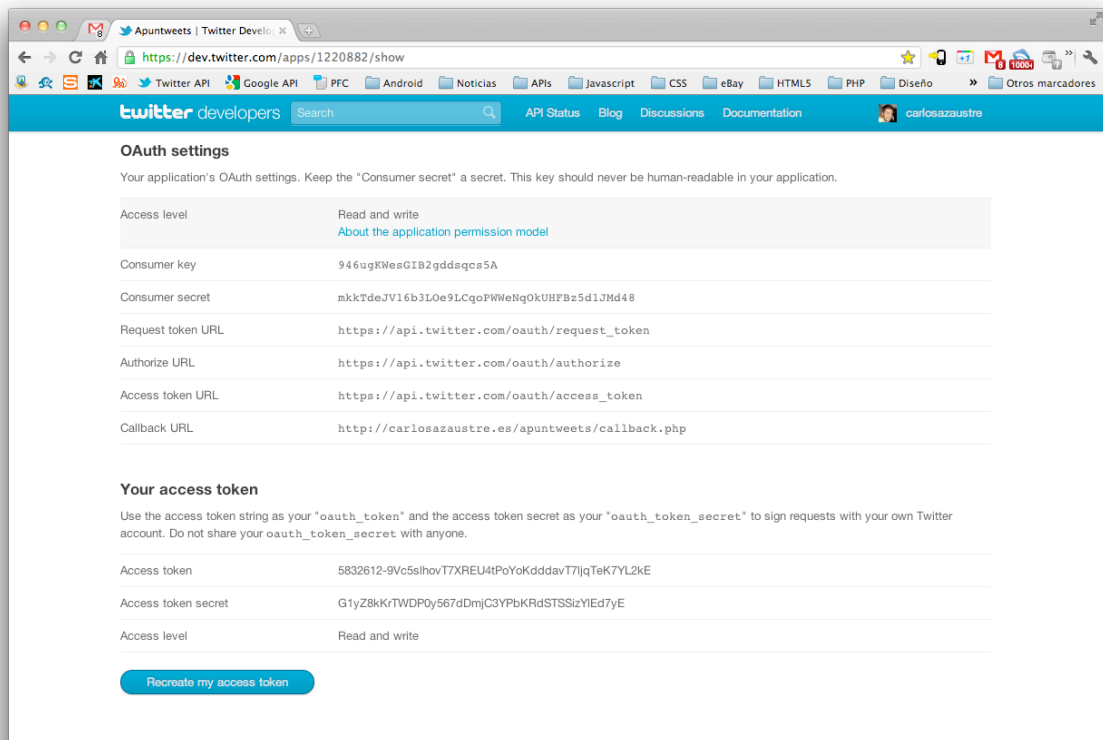 8
Apuntweets | Twitter Develo
https://dev.twitter.com/apps/1220882/show
+1
8
1000+
?
»
Twitter API
Google API
PFC
Android
Noticias
APIs
Javascript
CSS
eBay
HTML5
PHP
Diseño
»
Otros marcadores
twitter developers
Search
API Status
Blog
Discussions
Documentation
carlosazaustre
OAuth settings
Your application's OAuth settings. Keep the "Consumer secret" a secret. This key should never be human-readable in your application.
Access level Read and write
About the application permission model
Consumer key 946ugKWesGIB2gddsqcs5A
Consumer secret mkkTdeJV16b3LOe9LCqoPWWeNqOkUHFBz5d1JMd48
Request token URL https://api.twitter.com/oauth/request_token
Authorize URL https://api.twitter.com/oauth/authorize
Access token URL https://api.twitter.com/oauth/access_token
Callback URL http://carlosazaustre.es/apuntweets/callback.php
Your access token
Use the access token string as your "oauth_token" and the access token secret as your "oauth_token_secret" to sign requests with your own Twitter
account. Do not share your oauth_token_secret with anyone.
Access token
Access token secret
Access level Read and write
Recreate my access token